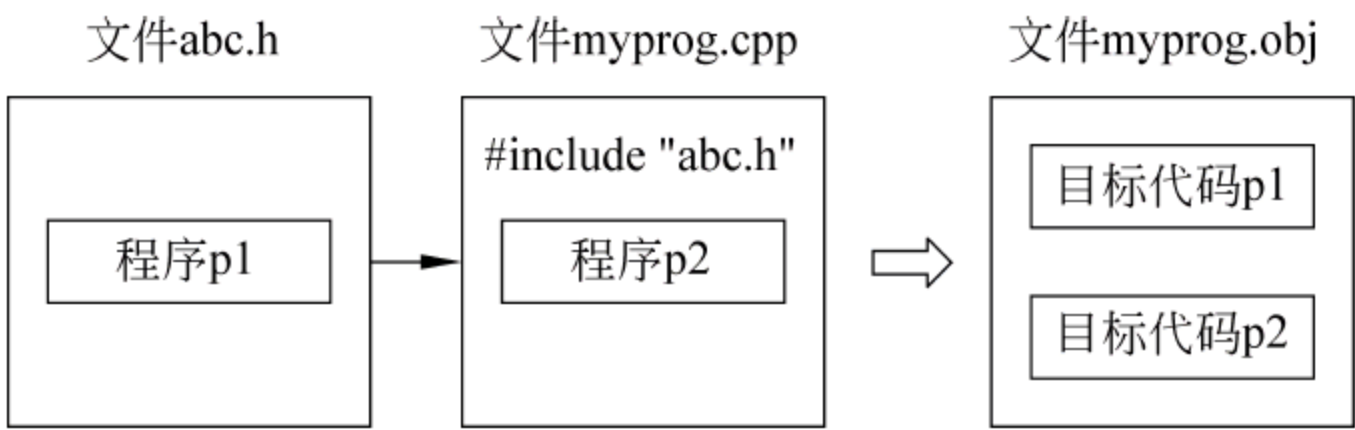 文件abc.h
程序p1
文件myprog.cpp
#include "abc.h"
程序p2
文件myprog.obj
目标代码p1
目标代码p2